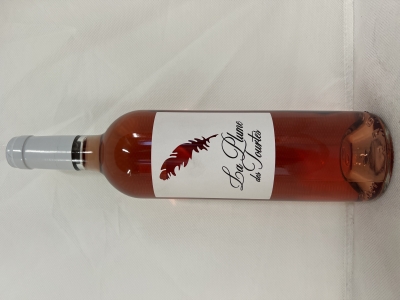 La Plume
des Tourtes